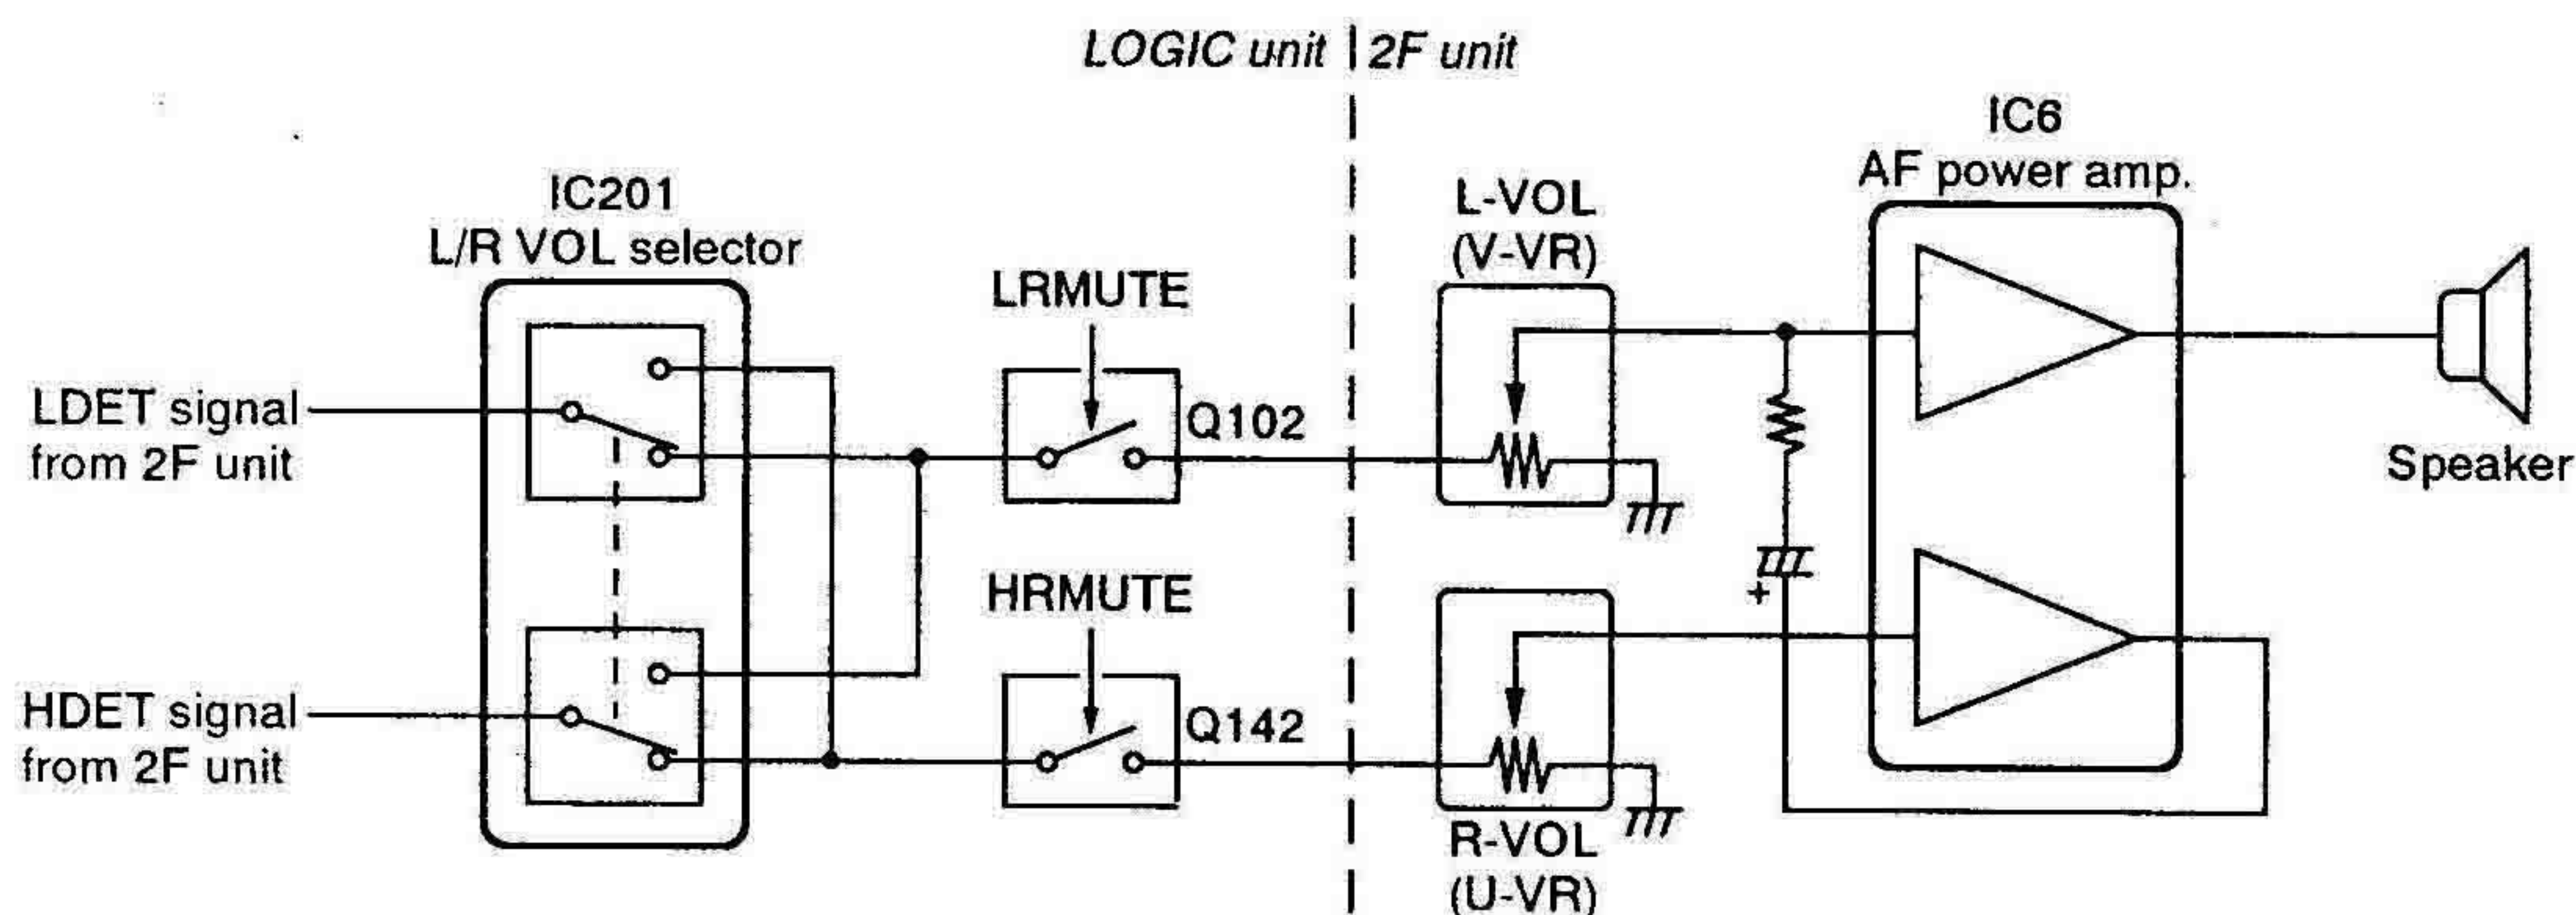 LOGIC unit | 2F unit
IC201
L/R VOL selector
LDET signal
from 2F unit
HDET signal
from 2F unit
LRMUTE
Q102
HRMUTE
Q142
L-VOL
(V-VR)
R-VOL
(U-VR)
IC6
AF power amp.
+
Speaker